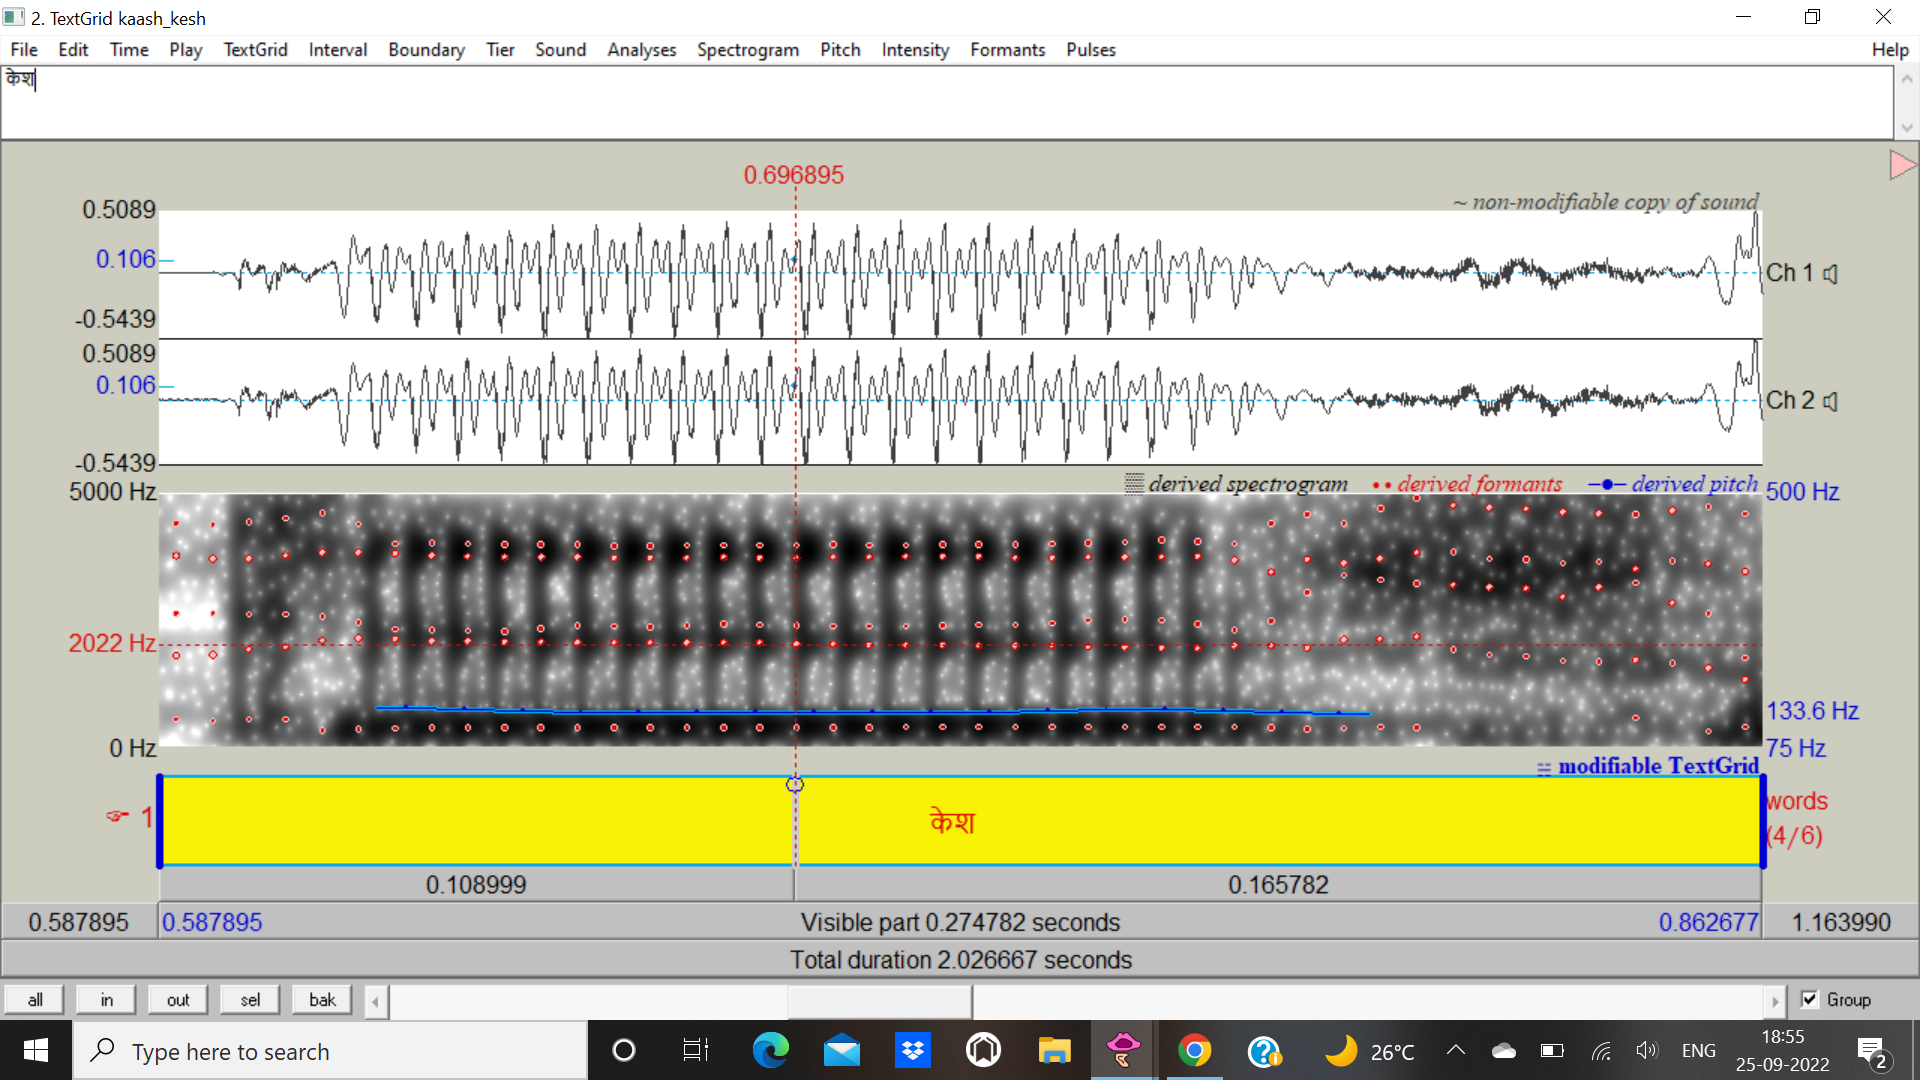 2. TextGrid kaash_kesh
File Edit Time Play TextGrid Interval Boundary Tier Sound Analyses Spectrogram Pitch Intensity Formants Pulses Help
केश
0.696895
~ non-modifiable copy of sound
0.5089
0.106
Ch 1
-0.5439
0.5089
0.106
Ch 2
-0.5439
derived spectrogram derived formants derived pitch
5000 Hz 500 Hz
2022 Hz
133.6 Hz
0 Hz 75 Hz
modifiable TextGrid
1 केश words
(4/6)
0.108999 0.165782
0.587895 0.587895 Visible part 0.274782 seconds 0.862677 1.163990
Total duration 2.026667 seconds
all in out sel bak Group
Type here to search 26°C ENG 18:55
25-09-2022 2